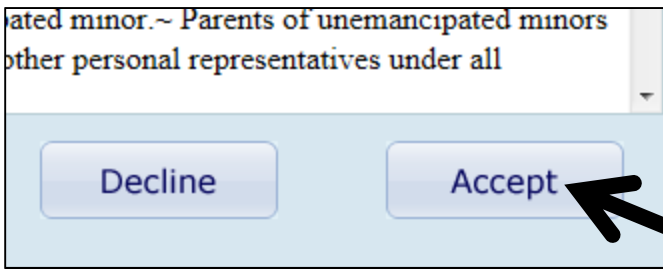 pated minor.~ Parents of unemancipated minors
other personal representatives under all
Decline Accept